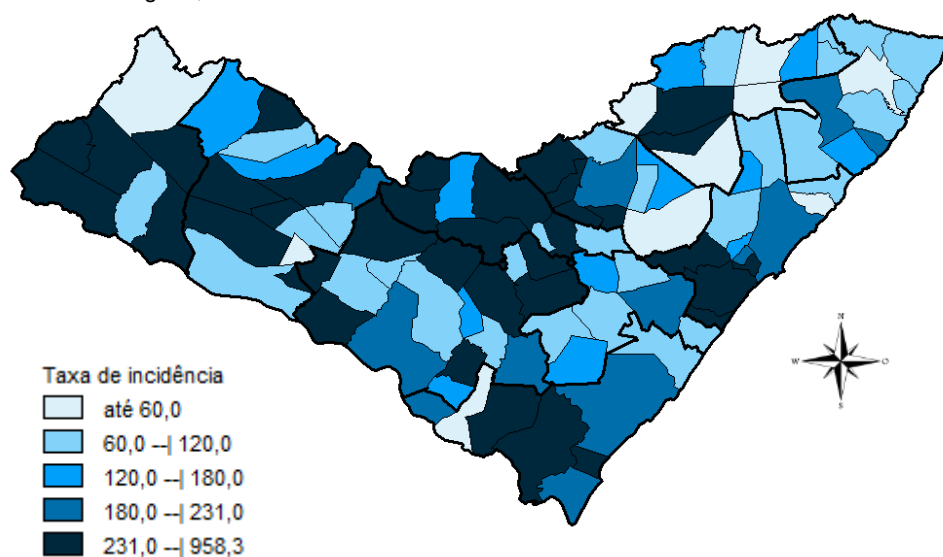 Taxa de incidência
até 60,0
60,0 --| 120,0
120,0 --| 180,0
180,0 --| 231,0
231,0 --| 958,3
N
W
O
S